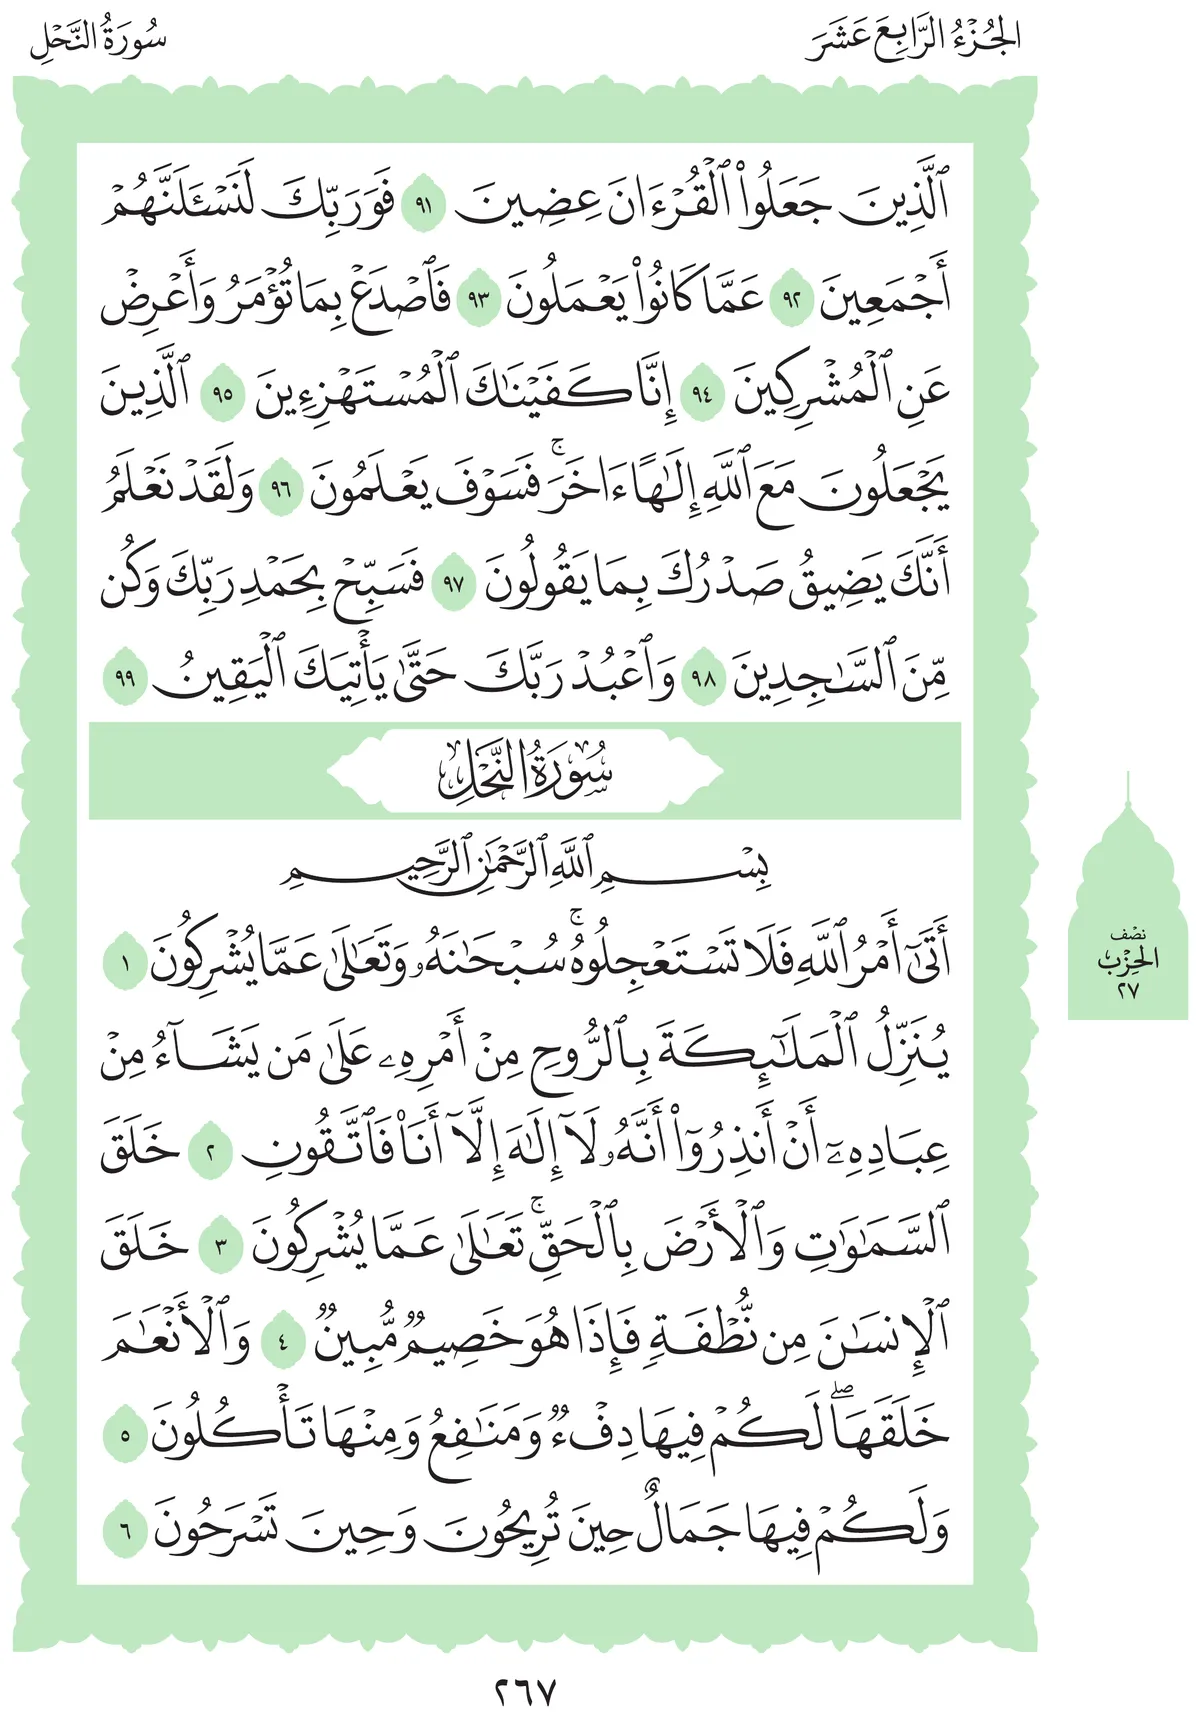 الجُزْءُ الرَّابِعَ عَشَرَ
سُورَةُ النَّحْلِ
ٱلَّذِينَ جَعَلُوا۟ ٱلْقُرْءَانَ عِضِينَ ٩١ فَوَرَبِّكَ لَنَسْـَٔلَنَّهُمْ
أَجْمَعِينَ ٩٢ عَمَّا كَانُوا۟ يَعْمَلُونَ ٩٣ فَٱصْدَعْ بِمَا تُؤْمَرُ وَأَعْرِضْ
عَنِ ٱلْمُشْرِكِينَ ٩٤ إِنَّا كَفَيْنَـٰكَ ٱلْمُسْتَهْزِءِينَ ٩٥ ٱلَّذِينَ
يَجْعَلُونَ مَعَ ٱللَّهِ إِلَـٰهًا ءَاخَرَ ۚ فَسَوْفَ يَعْلَمُونَ ٩٦ وَلَقَدْ نَعْلَمُ
أَنَّكَ يَضِيقُ صَدْرُكَ بِمَا يَقُولُونَ ٩٧ فَسَبِّحْ بِحَمْدِ رَبِّكَ وَكُن
مِّنَ ٱلسَّـٰجِدِينَ ٩٨ وَٱعْبُدْ رَبَّكَ حَتَّىٰ يَأْتِيَكَ ٱلْيَقِينُ ٩٩
سُورَةُ النَّحْلِ
بِسْمِ ٱللَّهِ ٱلرَّحْمَـٰنِ ٱلرَّحِيمِ
أَتَىٰٓ أَمْرُ ٱللَّهِ فَلَا تَسْتَعْجِلُوهُ ۚ سُبْحَـٰنَهُۥ وَتَعَـٰلَىٰ عَمَّا يُشْرِكُونَ ١
يُنَزِّلُ ٱلْمَلَـٰٓئِكَةَ بِٱلرُّوحِ مِنْ أَمْرِهِۦ عَلَىٰ مَن يَشَآءُ مِنْ
عِبَادِهِۦٓ أَنْ أَنذِرُوٓا۟ أَنَّهُۥ لَآ إِلَـٰهَ إِلَّآ أَنَا۠ فَٱتَّقُونِ ٢ خَلَقَ
ٱلسَّمَـٰوَٰتِ وَٱلْأَرْضَ بِٱلْحَقِّ ۚ تَعَـٰلَىٰ عَمَّا يُشْرِكُونَ ٣ خَلَقَ
ٱلْإِنسَـٰنَ مِن نُّطْفَةٍ فَإِذَا هُوَ خَصِيمٌ مُّبِينٌ ٤ وَٱلْأَنْعَـٰمَ
خَلَقَهَا ۗ لَكُمْ فِيهَا دِفْءٌ وَمَنَـٰفِعُ وَمِنْهَا تَأْكُلُونَ ٥
وَلَكُمْ فِيهَا جَمَالٌ حِينَ تُرِيحُونَ وَحِينَ تَسْرَحُونَ ٦
نصْف
الحِزْب
٢٧
٢٦٧